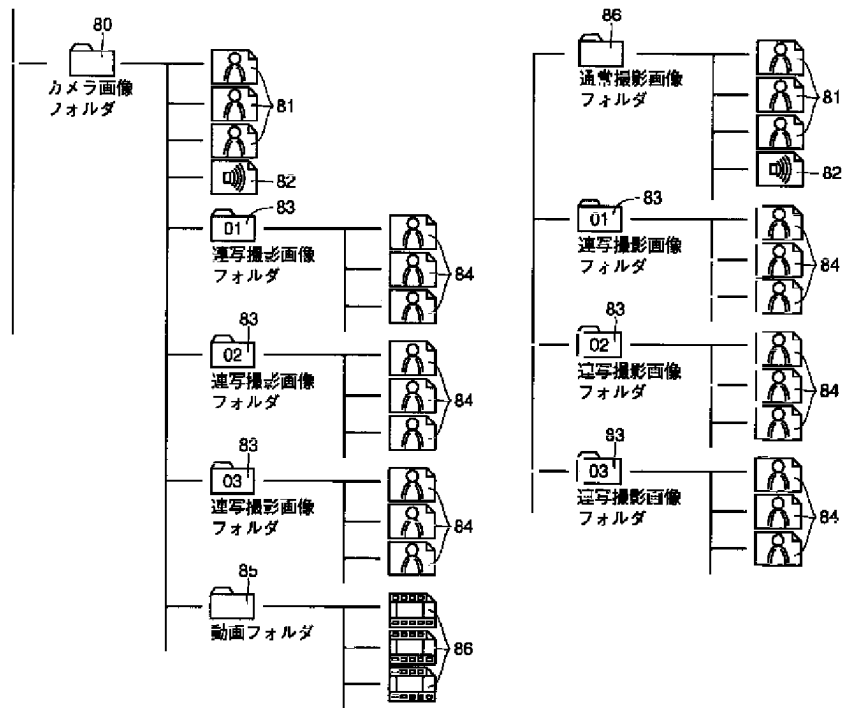 80
カメラ画像
フォルダ
81
82
83
01
連写撮影画像
フォルダ
84
83
02
連写撮影画像
フォルダ
84
83
03
連写撮影画像
フォルダ
84
85
動画フォルダ
86
86
通常撮影画像
フォルダ
81
82
83
01
連写撮影画像
フォルダ
84
83
02
連写撮影画像
フォルダ
84
83
03
連写撮影画像
フォルダ
84